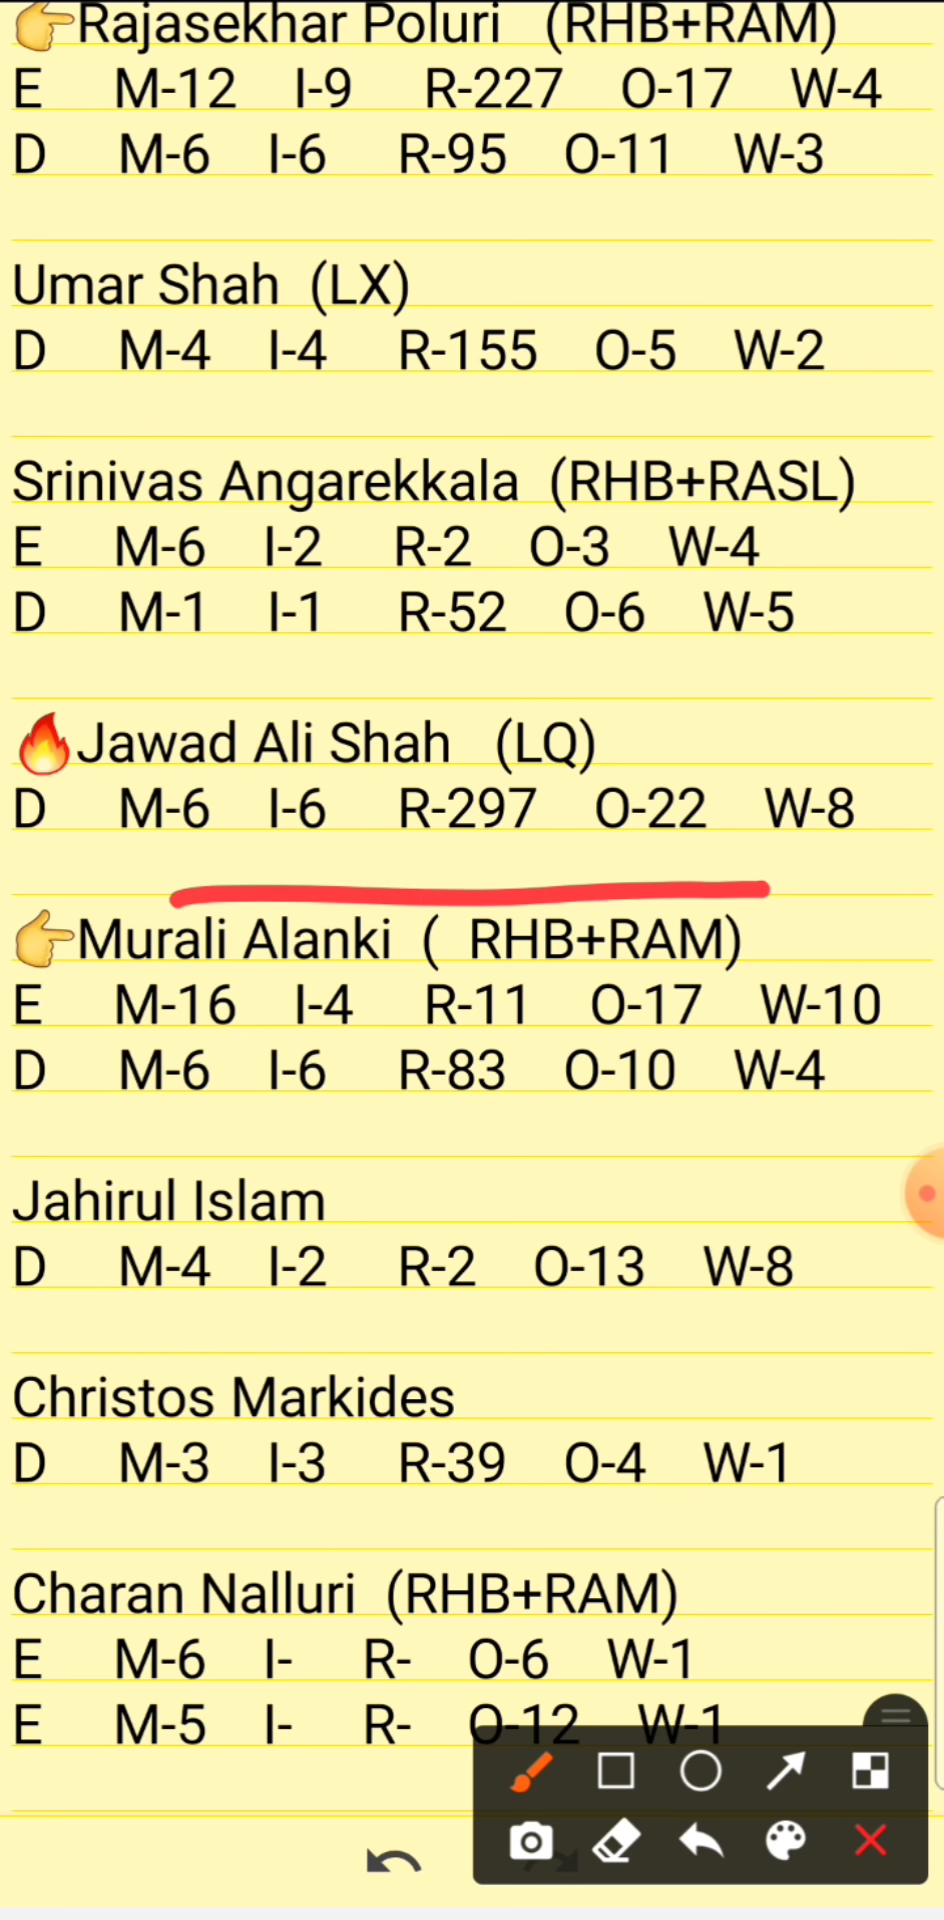 👉Rajasekhar Poluri (RHB+RAM)
E M-12 I-9 R-227 O-17 W-4
D M-6 I-6 R-95 O-11 W-3
Umar Shah (LX)
D M-4 I-4 R-155 O-5 W-2
Srinivas Angarekkala (RHB+RASL)
E M-6 I-2 R-2 O-3 W-4
D M-1 I-1 R-52 O-6 W-5
🔥Jawad Ali Shah (LQ)
D M-6 I-6 R-297 O-22 W-8
👉Murali Alanki ( RHB+RAM)
E M-16 I-4 R-11 O-17 W-10
D M-6 I-6 R-83 O-10 W-4
Jahirul Islam
D M-4 I-2 R-2 O-13 W-8
Christos Markides
D M-3 I-3 R-39 O-4 W-1
Charan Nalluri (RHB+RAM)
E M-6 I- R- O-6 W-1
E M-5 I- R- O-12 W-1